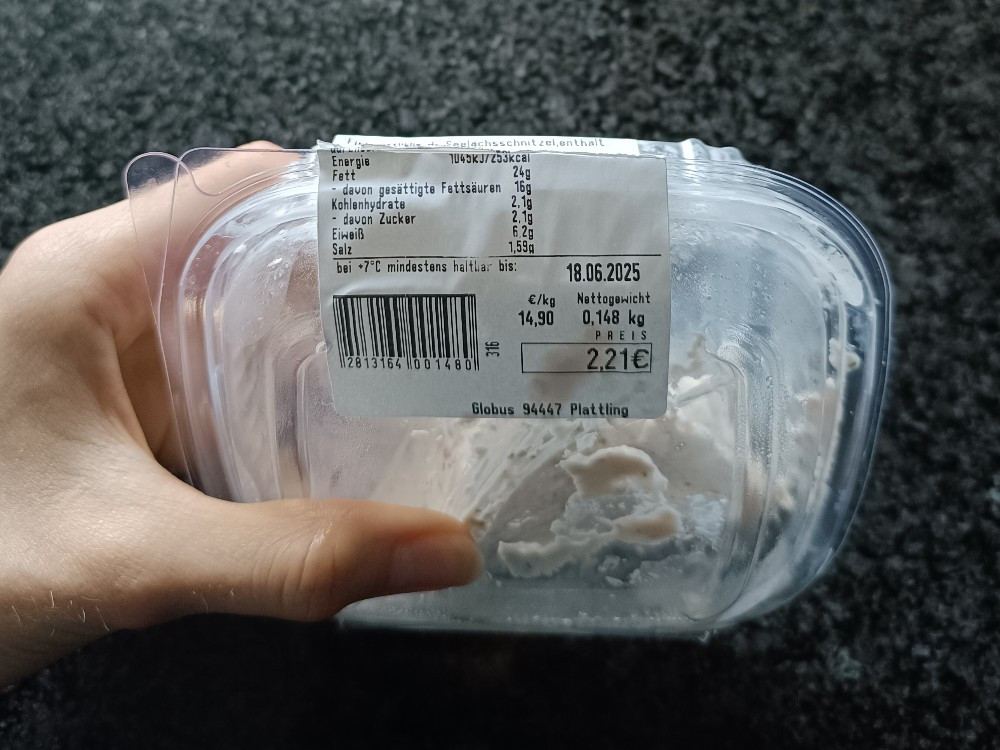 Seelachsschnitzel,enthält
Energie 1045kJ/253kcal
Fett 24g
- davon gesättigte Fettsäuren 16g
Kohlenhydrate 2,1g
- davon Zucker 2,1g
Eiweiß 6,2g
Salz 1,59g
bei +7°C mindestens haltbar bis: 18.06.2025
€/kg Nettogewicht
14,90 0,148 kg
PREIS
2,21€
316
2813164 001480
Globus 94447 Plattling